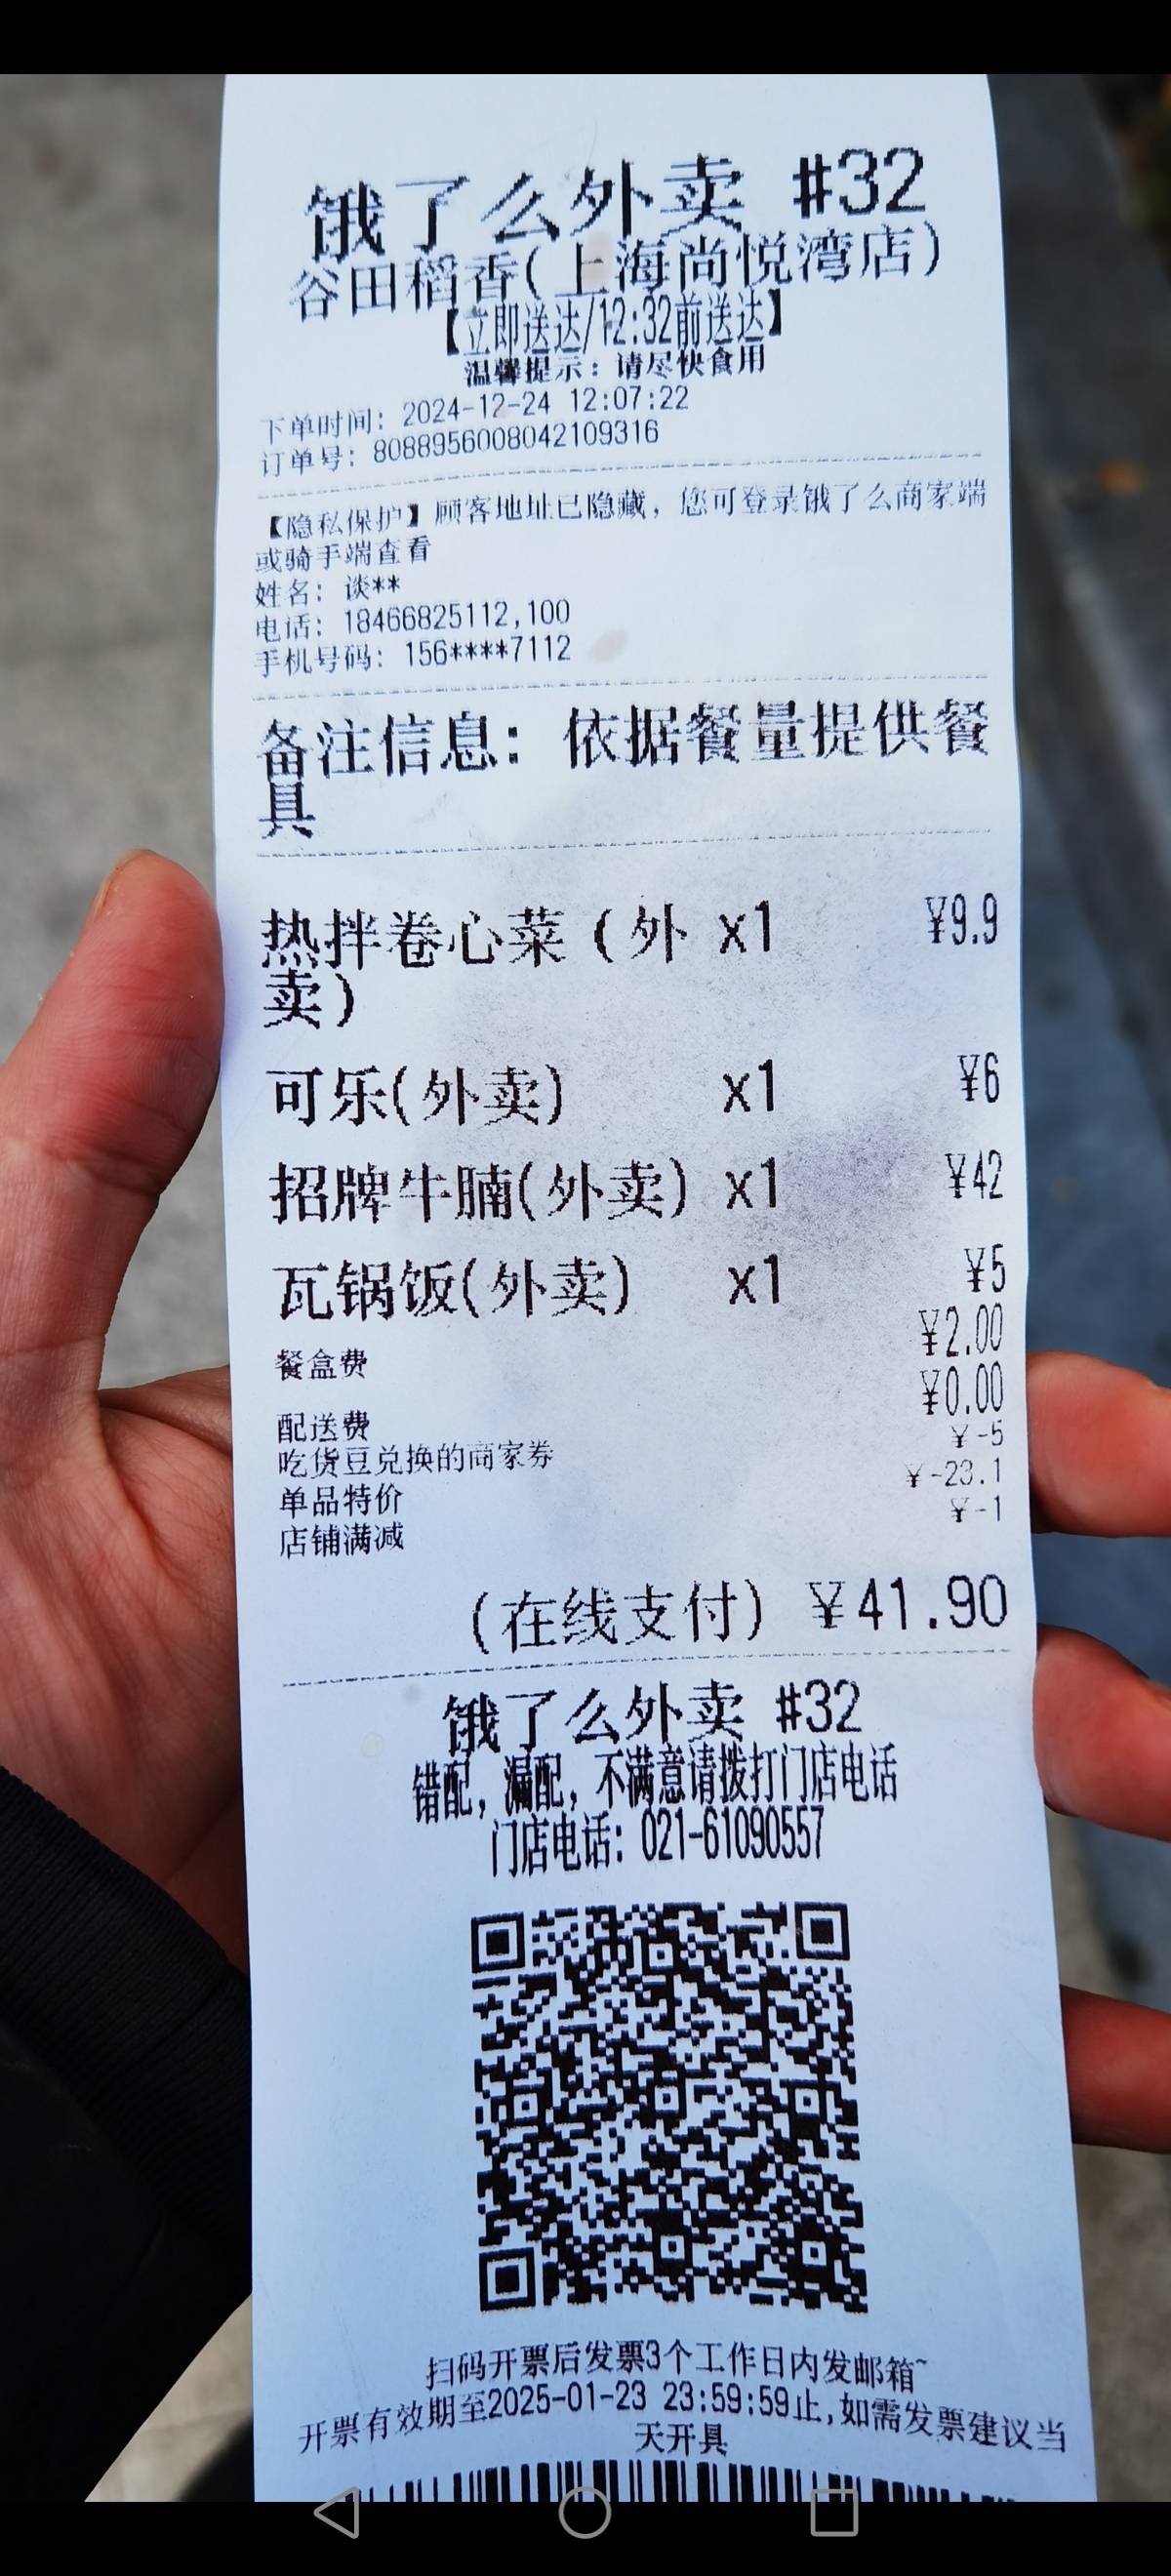 饿了么外卖 #32
谷田稻香(上海尚悦湾店)
【立即送达/12:32前送达】
温馨提示：请尽快食用
下单时间: 2024-12-24 12:07:22
订单号: 8088956008042109316
【隐私保护】顾客地址已隐藏，您可登录饿了么商家端
或骑手端查看
姓名: 谈**
电话: 18466825112,100
手机号码: 156****7112
备注信息: 依据餐量提供餐
具
热拌卷心菜（外 x1 ¥9.9
卖）
可乐(外卖) x1 ¥6
招牌牛腩(外卖) x1 ¥42
瓦锅饭(外卖) x1 ¥5
餐盒费 ¥2.00
配送费 ¥0.00
吃货豆兑换的商家券 ¥-5
单品特价 ¥-23.1
店铺满减 ¥-1
(在线支付) ¥41.90
饿了么外卖 #32
错配，漏配，不满意请拨打门店电话
门店电话: 021-61090557
扫码开票后发票3个工作日内发邮箱~
开票有效期至2025-01-23 23:59:59止,如需发票建议当
天开具